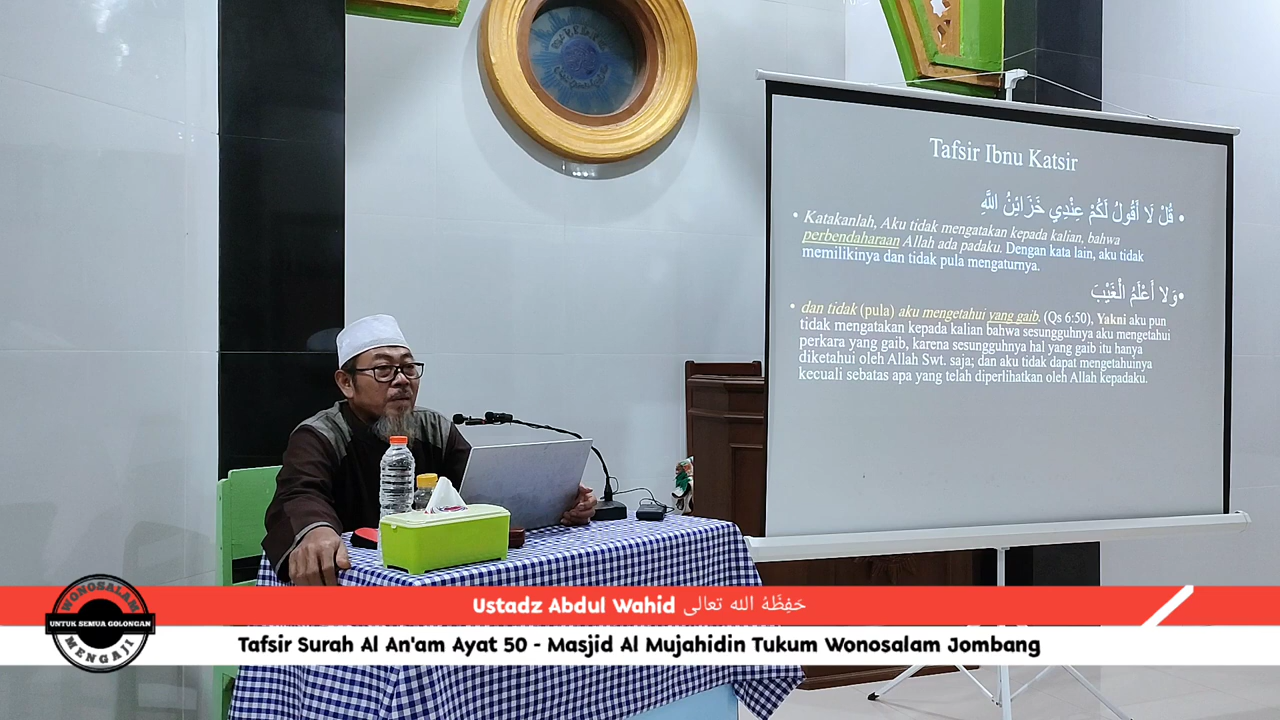 Tafsir Ibnu Katsir
• قُلْ لَا أَقُولُ لَكُمْ عِنْدِي خَزَائِنُ اللَّهِ
• Katakanlah, Aku tidak mengatakan kepada kalian, bahwa
perbendaharaan Allah ada padaku. Dengan kata lain, aku tidak
memilikinya dan tidak pula mengaturnya.
•وَلا أَعْلَمُ الْغَيْبَ
• dan tidak (pula) aku mengetahui yang gaib. (Qs 6:50), Yakni aku pun
tidak mengatakan kepada kalian bahwa sesungguhnya aku mengetahui
perkara yang gaib, karena sesungguhnya hal yang gaib itu hanya
diketahui oleh Allah Swt. saja; dan aku tidak dapat mengetahuinya
kecuali sebatas apa yang telah diperlihatkan oleh Allah kepadaku.
Ustadz Abdul Wahid حَفِظَهُ الله تعالى
Tafsir Surah Al An'am Ayat 50 - Masjid Al Mujahidin Tukum Wonosalam Jombang
WONOSALAM
UNTUK SEMUA GOLONGAN
MENGAJI